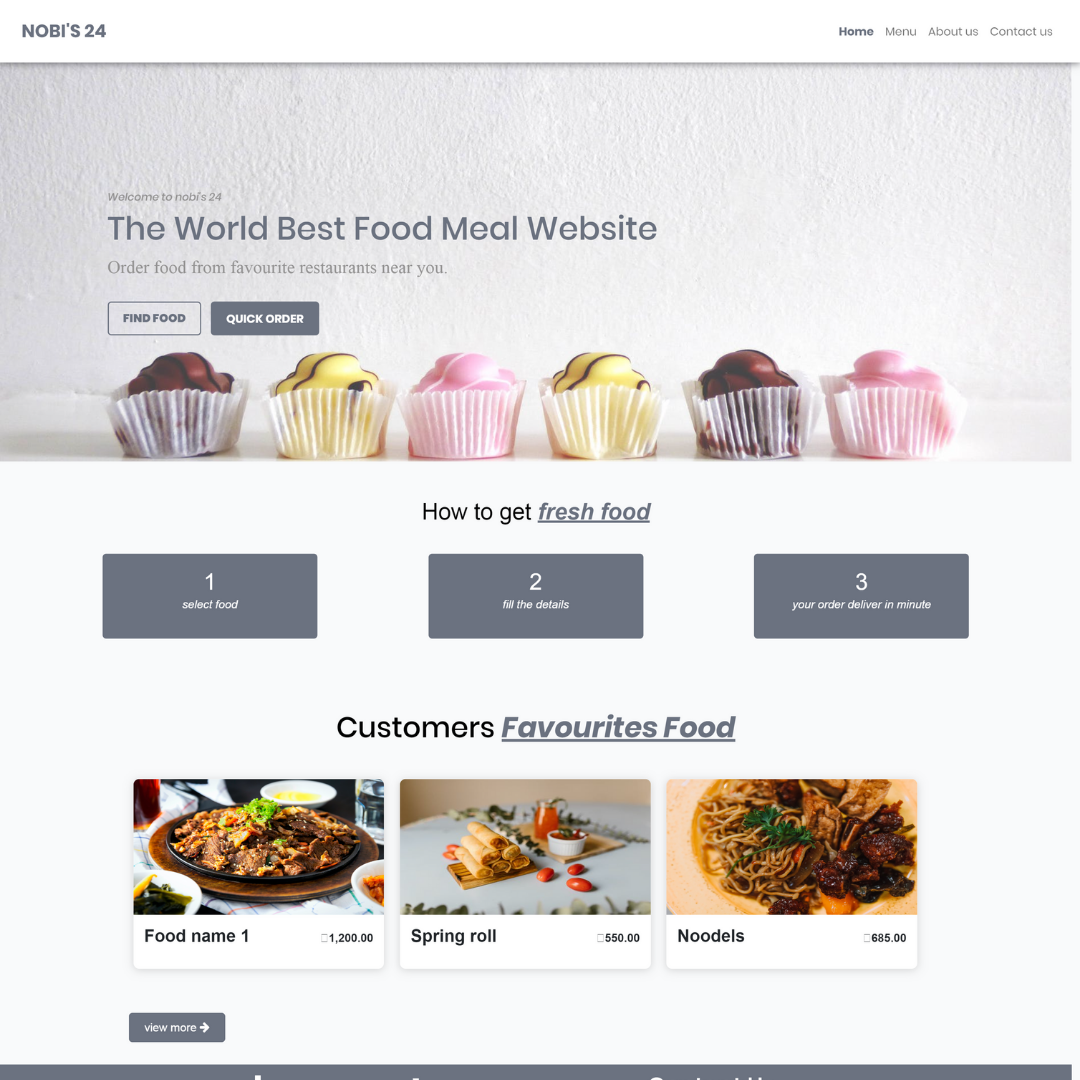 NOBI'S 24
Home Menu About us Contact us
Welcome to nobi's 24
The World Best Food Meal Website
Order food from favourite restaurants near you.
FIND FOOD QUICK ORDER
How to get fresh food
1
select food
2
fill the details
3
your order deliver in minute
Customers Favourites Food
Food name 1 □1,200.00
Spring roll □550.00
Noodels □685.00
view more →